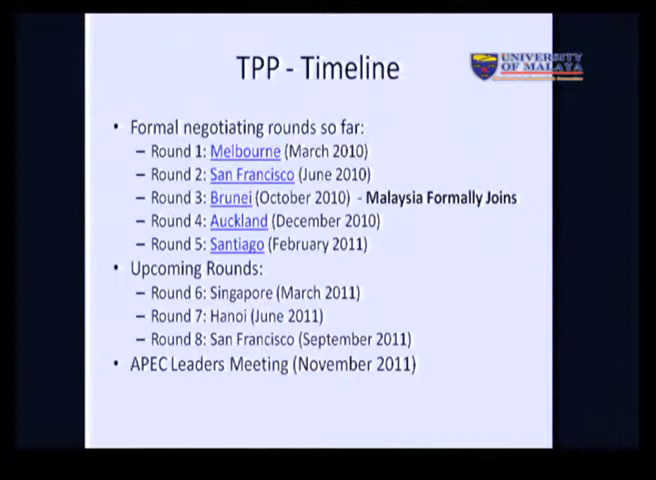 TPP - Timeline
UNIVERSITY
OF MALAYA
• Formal negotiating rounds so far:
– Round 1: Melbourne (March 2010)
– Round 2: San Francisco (June 2010)
– Round 3: Brunei (October 2010) - Malaysia Formally Joins
– Round 4: Auckland (December 2010)
– Round 5: Santiago (February 2011)
• Upcoming Rounds:
– Round 6: Singapore (March 2011)
– Round 7: Hanoi (June 2011)
– Round 8: San Francisco (September 2011)
• APEC Leaders Meeting (November 2011)